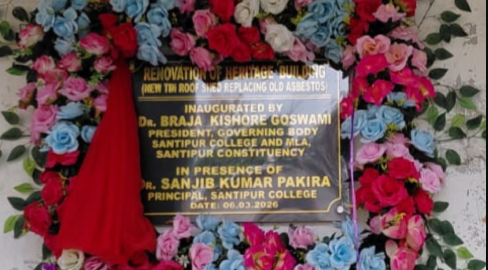 RENOVATION OF HERITAGE BUILDING
(NEW TIN ROOF SHED REPLACING OLD ASBESTOS)
INAUGURATED BY
DR. BRAJA KISHORE GOSWAMI
PRESIDENT, GOVERNING BODY
SANTIPUR COLLEGE AND MLA,
SANTIPUR CONSTITUENCY
IN PRESENCE OF
DR. SANJIB KUMAR PAKIRA
PRINCIPAL, SANTIPUR COLLEGE
DATE: 06.03.2026